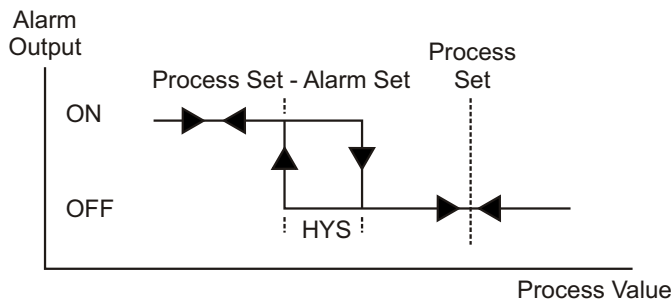 Alarm
Output
Process
Set
Process Set - Alarm Set
ON
OFF
HYS
Process Value